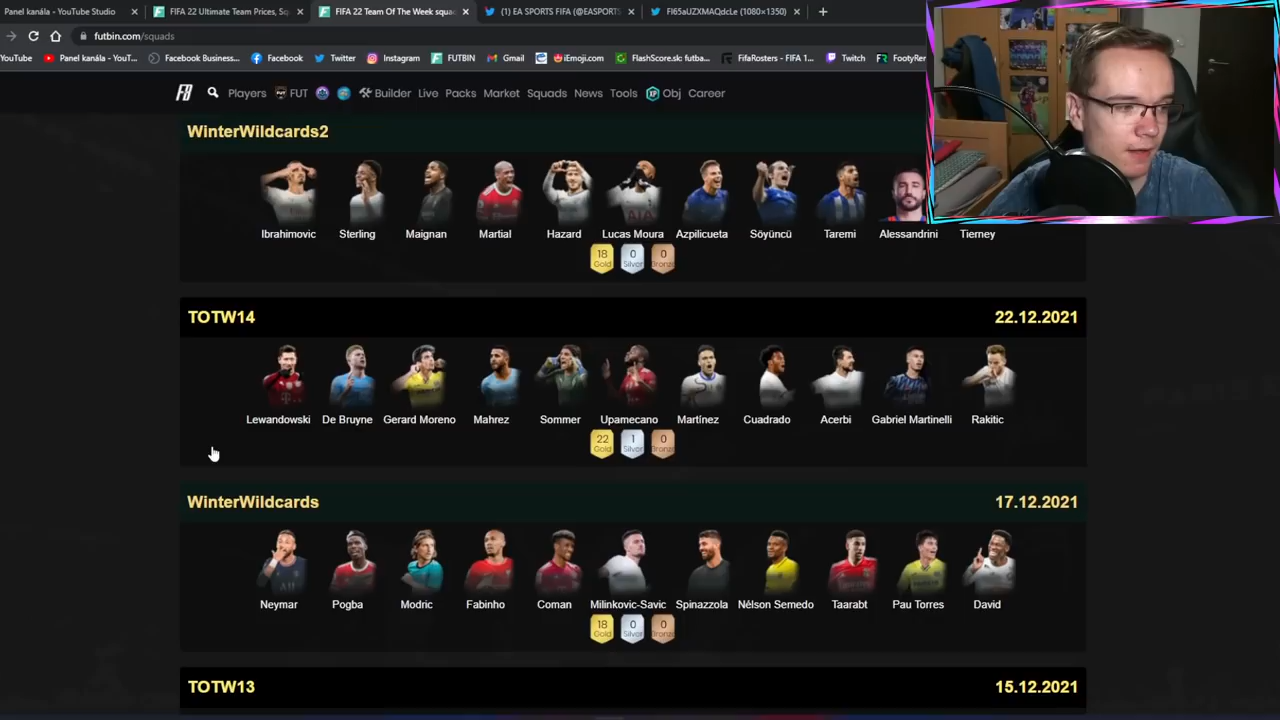 Panel kanála - YouTube Studio
FIFA 22 Ultimate Team Prices, Sq
FIFA 22 Team Of The Week squa
(1) EA SPORTS FIFA (@EASPORT
FI65aUZXMAQdcLe (1080×1350)
futbin.com/squads
YouTube
Panel kanála - YouT...
Facebook Business...
Facebook
Twitter
Instagram
FUTBIN
Gmail
iEmoji.com
FlashScore.sk: futba...
FifaRosters - FIFA 1...
Twitch
FootyRen
Players FUT Builder Live Packs Market Squads News Tools Obj Career
WinterWildcards2
Ibrahimovic Sterling Maignan Martial Hazard Lucas Moura Azpilicueta Söyüncü Taremi Alessandrini Tierney
18 Gold 0 Silver 0 Bronze
TOTW14 22.12.2021
Lewandowski De Bruyne Gerard Moreno Mahrez Sommer Upamecano Martínez Cuadrado Acerbi Gabriel Martinelli Rakitic
22 Gold 1 Silver 0 Bronze
WinterWildcards 17.12.2021
Neymar Pogba Modric Fabinho Coman Milinkovic-Savic Spinazzola Nélson Semedo Taarabt Pau Torres David
18 Gold 0 Silver 0 Bronze
TOTW13 15.12.2021